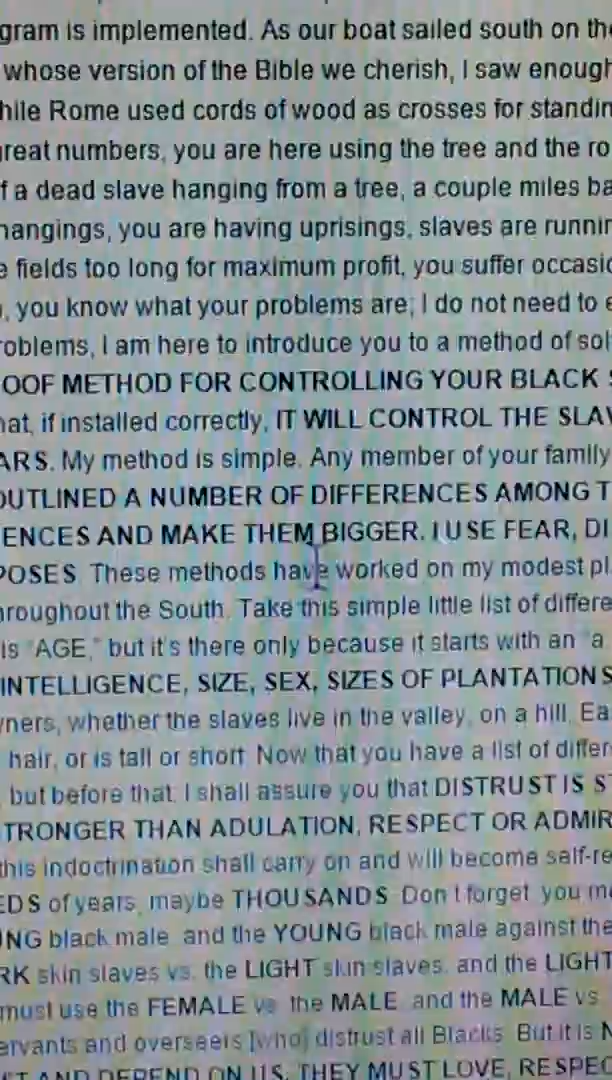 gram is implemented. As our boat sailed south on the
whose version of the Bible we cherish, I saw enough
hile Rome used cords of wood as crosses for standin
reat numbers, you are here using the tree and the ro
f a dead slave hanging from a tree, a couple miles ba
hangings, you are having uprisings, slaves are runnin
e fields too long for maximum profit, you suffer occasio
, you know what your problems are; I do not need to e
roblems, I am here to introduce you to a method of sol
OOF METHOD FOR CONTROLLING YOUR BLACK S
hat, if installed correctly, IT WILL CONTROL THE SLAV
ARS. My method is simple. Any member of your family
OUTLINED A NUMBER OF DIFFERENCES AMONG T
ENCES AND MAKE THEM BIGGER. I USE FEAR, DI
POSES. These methods have worked on my modest pl
hroughout the South. Take this simple little list of differe
is "AGE," but it's there only because it starts with an "a
INTELLIGENCE, SIZE, SEX, SIZES OF PLANTATIONS
wners, whether the slaves live in the valley, on a hill, Ea
hair, or is tall or short. Now that you have a list of differ
, but before that, I shall assure you that DISTRUST IS ST
TRONGER THAN ADULATION, RESPECT OR ADMIR
this indoctrination shall carry on and will become self-re
EDS of years, maybe THOUSANDS. Don't forget, you mu
UNG black male, and the YOUNG black male against the
RK skin slaves vs. the LIGHT skin slaves, and the LIGHT
must use the FEMALE vs. the MALE, and the MALE vs.
ervants and overseers [who] distrust all Blacks. But it is N
ST AND DEPEND ON US. THEY MUST LOVE, RESPEC